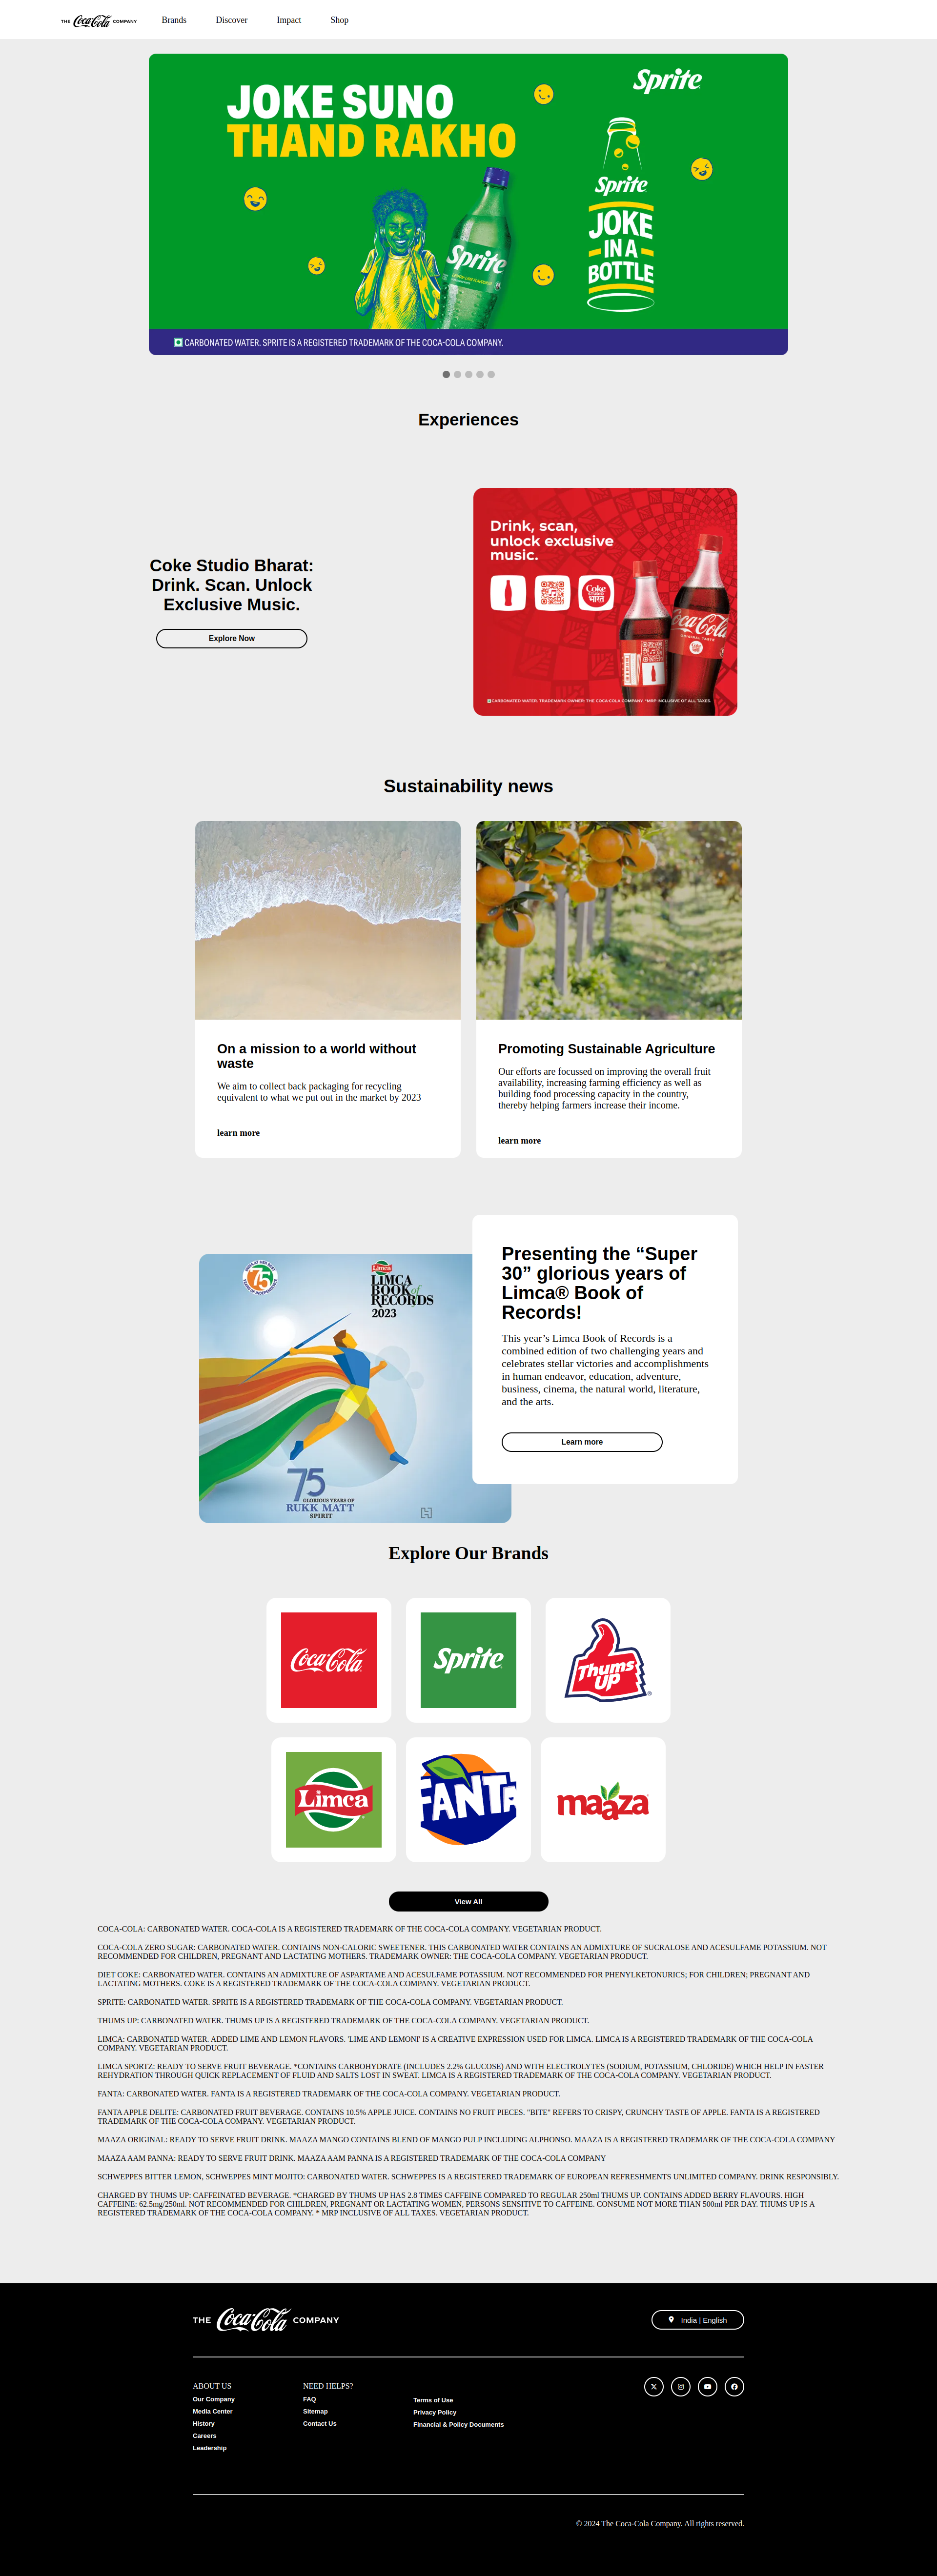 THE Coca-Cola COMPANY
Brands
Discover
Impact
Shop
JOKE SUNO
THAND RAKHO
Sprite
Sprite
Sprite
JOKE
IN A
BOTTLE
CARBONATED WATER. SPRITE IS A REGISTERED TRADEMARK OF THE COCA-COLA COMPANY.
Experiences
Coke Studio Bharat:
Drink. Scan. Unlock
Exclusive Music.
Explore Now
Drink, scan,
unlock exclusive
music.
Coke
भारत
Coca-Cola
ORIGINAL TASTE
CARBONATED WATER. TRADEMARK OWNER: THE COCA-COLA COMPANY. *MRP INCLUSIVE OF ALL TAXES.
Sustainability news
On a mission to a world without
waste
We aim to collect back packaging for recycling
equivalent to what we put out in the market by 2023
learn more
Promoting Sustainable Agriculture
Our efforts are focussed on improving the overall fruit
availability, increasing farming efficiency as well as
building food processing capacity in the country,
thereby helping farmers increase their income.
learn more
75
YEARS OF INDEPENDENCE
Limca
LIMCA
BOOK of
RECORDS
2023
75
GLORIOUS YEARS OF
RUKK MATT
SPIRIT
Presenting the “Super
30” glorious years of
Limca® Book of
Records!
This year’s Limca Book of Records is a
combined edition of two challenging years and
celebrates stellar victories and accomplishments
in human endeavor, education, adventure,
business, cinema, the natural world, literature,
and the arts.
Learn more
Explore Our Brands
Coca-Cola
Sprite
Thums
UP
®
Limca
FANTA
maaza
View All
COCA-COLA: CARBONATED WATER. COCA-COLA IS A REGISTERED TRADEMARK OF THE COCA-COLA COMPANY. VEGETARIAN PRODUCT.
COCA-COLA ZERO SUGAR: CARBONATED WATER. CONTAINS NON-CALORIC SWEETENER. THIS CARBONATED WATER CONTAINS AN ADMIXTURE OF SUCRALOSE AND ACESULFAME POTASSIUM. NOT
RECOMMENDED FOR CHILDREN, PREGNANT AND LACTATING MOTHERS. TRADEMARK OWNER: THE COCA-COLA COMPANY. VEGETARIAN PRODUCT.
DIET COKE: CARBONATED WATER. CONTAINS AN ADMIXTURE OF ASPARTAME AND ACESULFAME POTASSIUM. NOT RECOMMENDED FOR PHENYLKETONURICS; FOR CHILDREN; PREGNANT AND
LACTATING MOTHERS. COKE IS A REGISTERED TRADEMARK OF THE COCA-COLA COMPANY. VEGETARIAN PRODUCT.
SPRITE: CARBONATED WATER. SPRITE IS A REGISTERED TRADEMARK OF THE COCA-COLA COMPANY. VEGETARIAN PRODUCT.
THUMS UP: CARBONATED WATER. THUMS UP IS A REGISTERED TRADEMARK OF THE COCA-COLA COMPANY. VEGETARIAN PRODUCT.
LIMCA: CARBONATED WATER. ADDED LIME AND LEMON FLAVORS. 'LIME AND LEMONI' IS A CREATIVE EXPRESSION USED FOR LIMCA. LIMCA IS A REGISTERED TRADEMARK OF THE COCA-COLA
COMPANY. VEGETARIAN PRODUCT.
LIMCA SPORTZ: READY TO SERVE FRUIT BEVERAGE. *CONTAINS CARBOHYDRATE (INCLUDES 2.2% GLUCOSE) AND WITH ELECTROLYTES (SODIUM, POTASSIUM, CHLORIDE) WHICH HELP IN FASTER
REHYDRATION THROUGH QUICK REPLACEMENT OF FLUID AND SALTS LOST IN SWEAT. LIMCA IS A REGISTERED TRADEMARK OF THE COCA-COLA COMPANY. VEGETARIAN PRODUCT.
FANTA: CARBONATED WATER. FANTA IS A REGISTERED TRADEMARK OF THE COCA-COLA COMPANY. VEGETARIAN PRODUCT.
FANTA APPLE DELITE: CARBONATED FRUIT BEVERAGE. CONTAINS 10.5% APPLE JUICE. CONTAINS NO FRUIT PIECES. "BITE" REFERS TO CRISPY, CRUNCHY TASTE OF APPLE. FANTA IS A REGISTERED
TRADEMARK OF THE COCA-COLA COMPANY. VEGETARIAN PRODUCT.
MAAZA ORIGINAL: READY TO SERVE FRUIT DRINK. MAAZA MANGO CONTAINS BLEND OF MANGO PULP INCLUDING ALPHONSO. MAAZA IS A REGISTERED TRADEMARK OF THE COCA-COLA COMPANY
MAAZA AAM PANNA: READY TO SERVE FRUIT DRINK. MAAZA AAM PANNA IS A REGISTERED TRADEMARK OF THE COCA-COLA COMPANY
SCHWEPPES BITTER LEMON, SCHWEPPES MINT MOJITO: CARBONATED WATER. SCHWEPPES IS A REGISTERED TRADEMARK OF EUROPEAN REFRESHMENTS UNLIMITED COMPANY. DRINK RESPONSIBLY.
CHARGED BY THUMS UP: CAFFEINATED BEVERAGE. *CHARGED BY THUMS UP HAS 2.8 TIMES CAFFEINE COMPARED TO REGULAR 250ml THUMS UP. CONTAINS ADDED BERRY FLAVOURS. HIGH
CAFFEINE: 62.5mg/250ml. NOT RECOMMENDED FOR CHILDREN, PREGNANT OR LACTATING WOMEN, PERSONS SENSITIVE TO CAFFEINE. CONSUME NOT MORE THAN 500ml PER DAY. THUMS UP IS A
REGISTERED TRADEMARK OF THE COCA-COLA COMPANY. * MRP INCLUSIVE OF ALL TAXES. VEGETARIAN PRODUCT.
THE Coca-Cola COMPANY
India | English
ABOUT US
Our Company
Media Center
History
Careers
Leadership
NEED HELPS?
FAQ
Sitemap
Contact Us
Terms of Use
Privacy Policy
Financial & Policy Documents
© 2024 The Coca-Cola Company. All rights reserved.